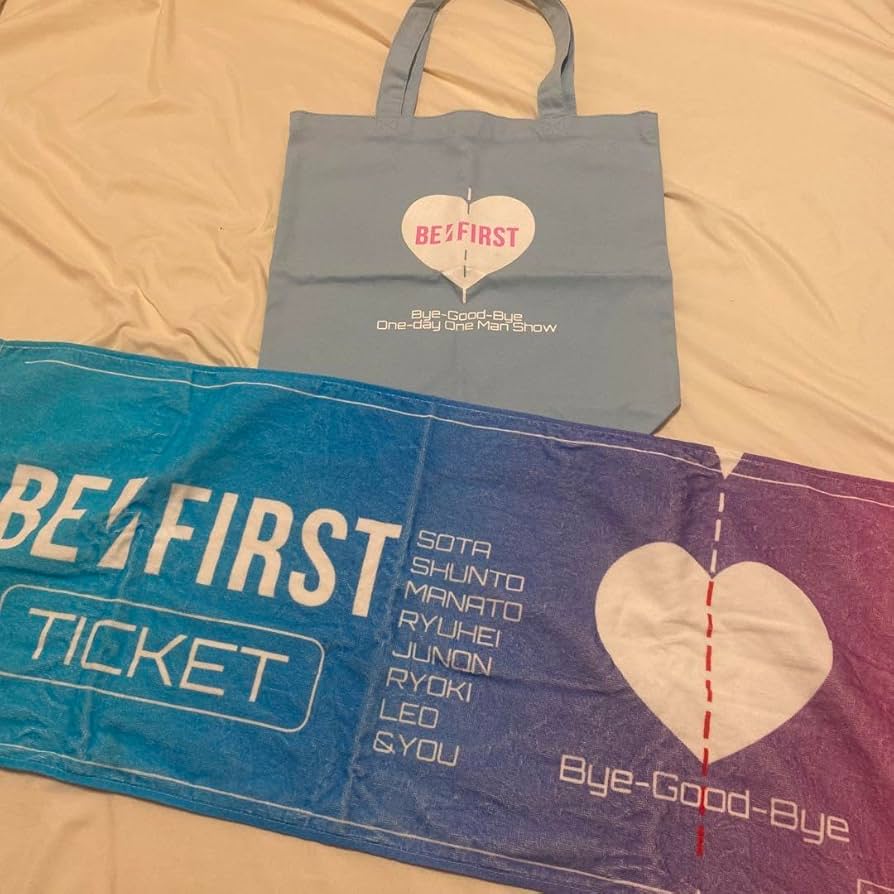 BE:FIRST
Bye-Good-Bye
One-day One Man Show
BE:FIRST
TICKET
SOTA
SHUNTO
MANATO
RYUHEI
JUNON
RYOKI
LEO
&YOU
Bye-Good-Bye